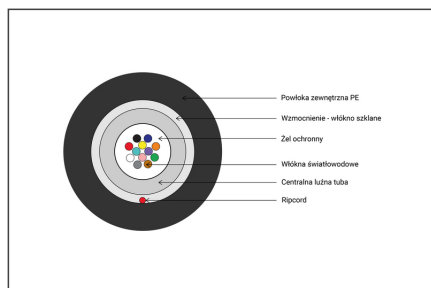 Powłoka zewnętrzna PE
Wzmocnienie - włókno szklane
Żel ochronny
Włókna światłowodowe
Centralna luźna tuba
Ripcord